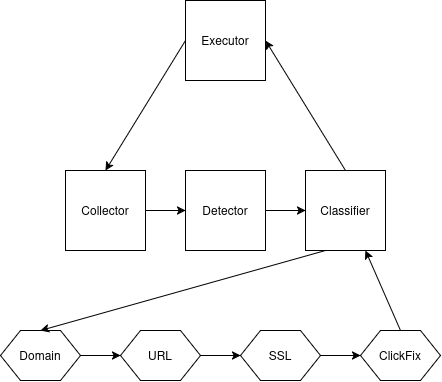 Executor
Collector
Detector
Classifier
Domain
URL
SSL
ClickFix